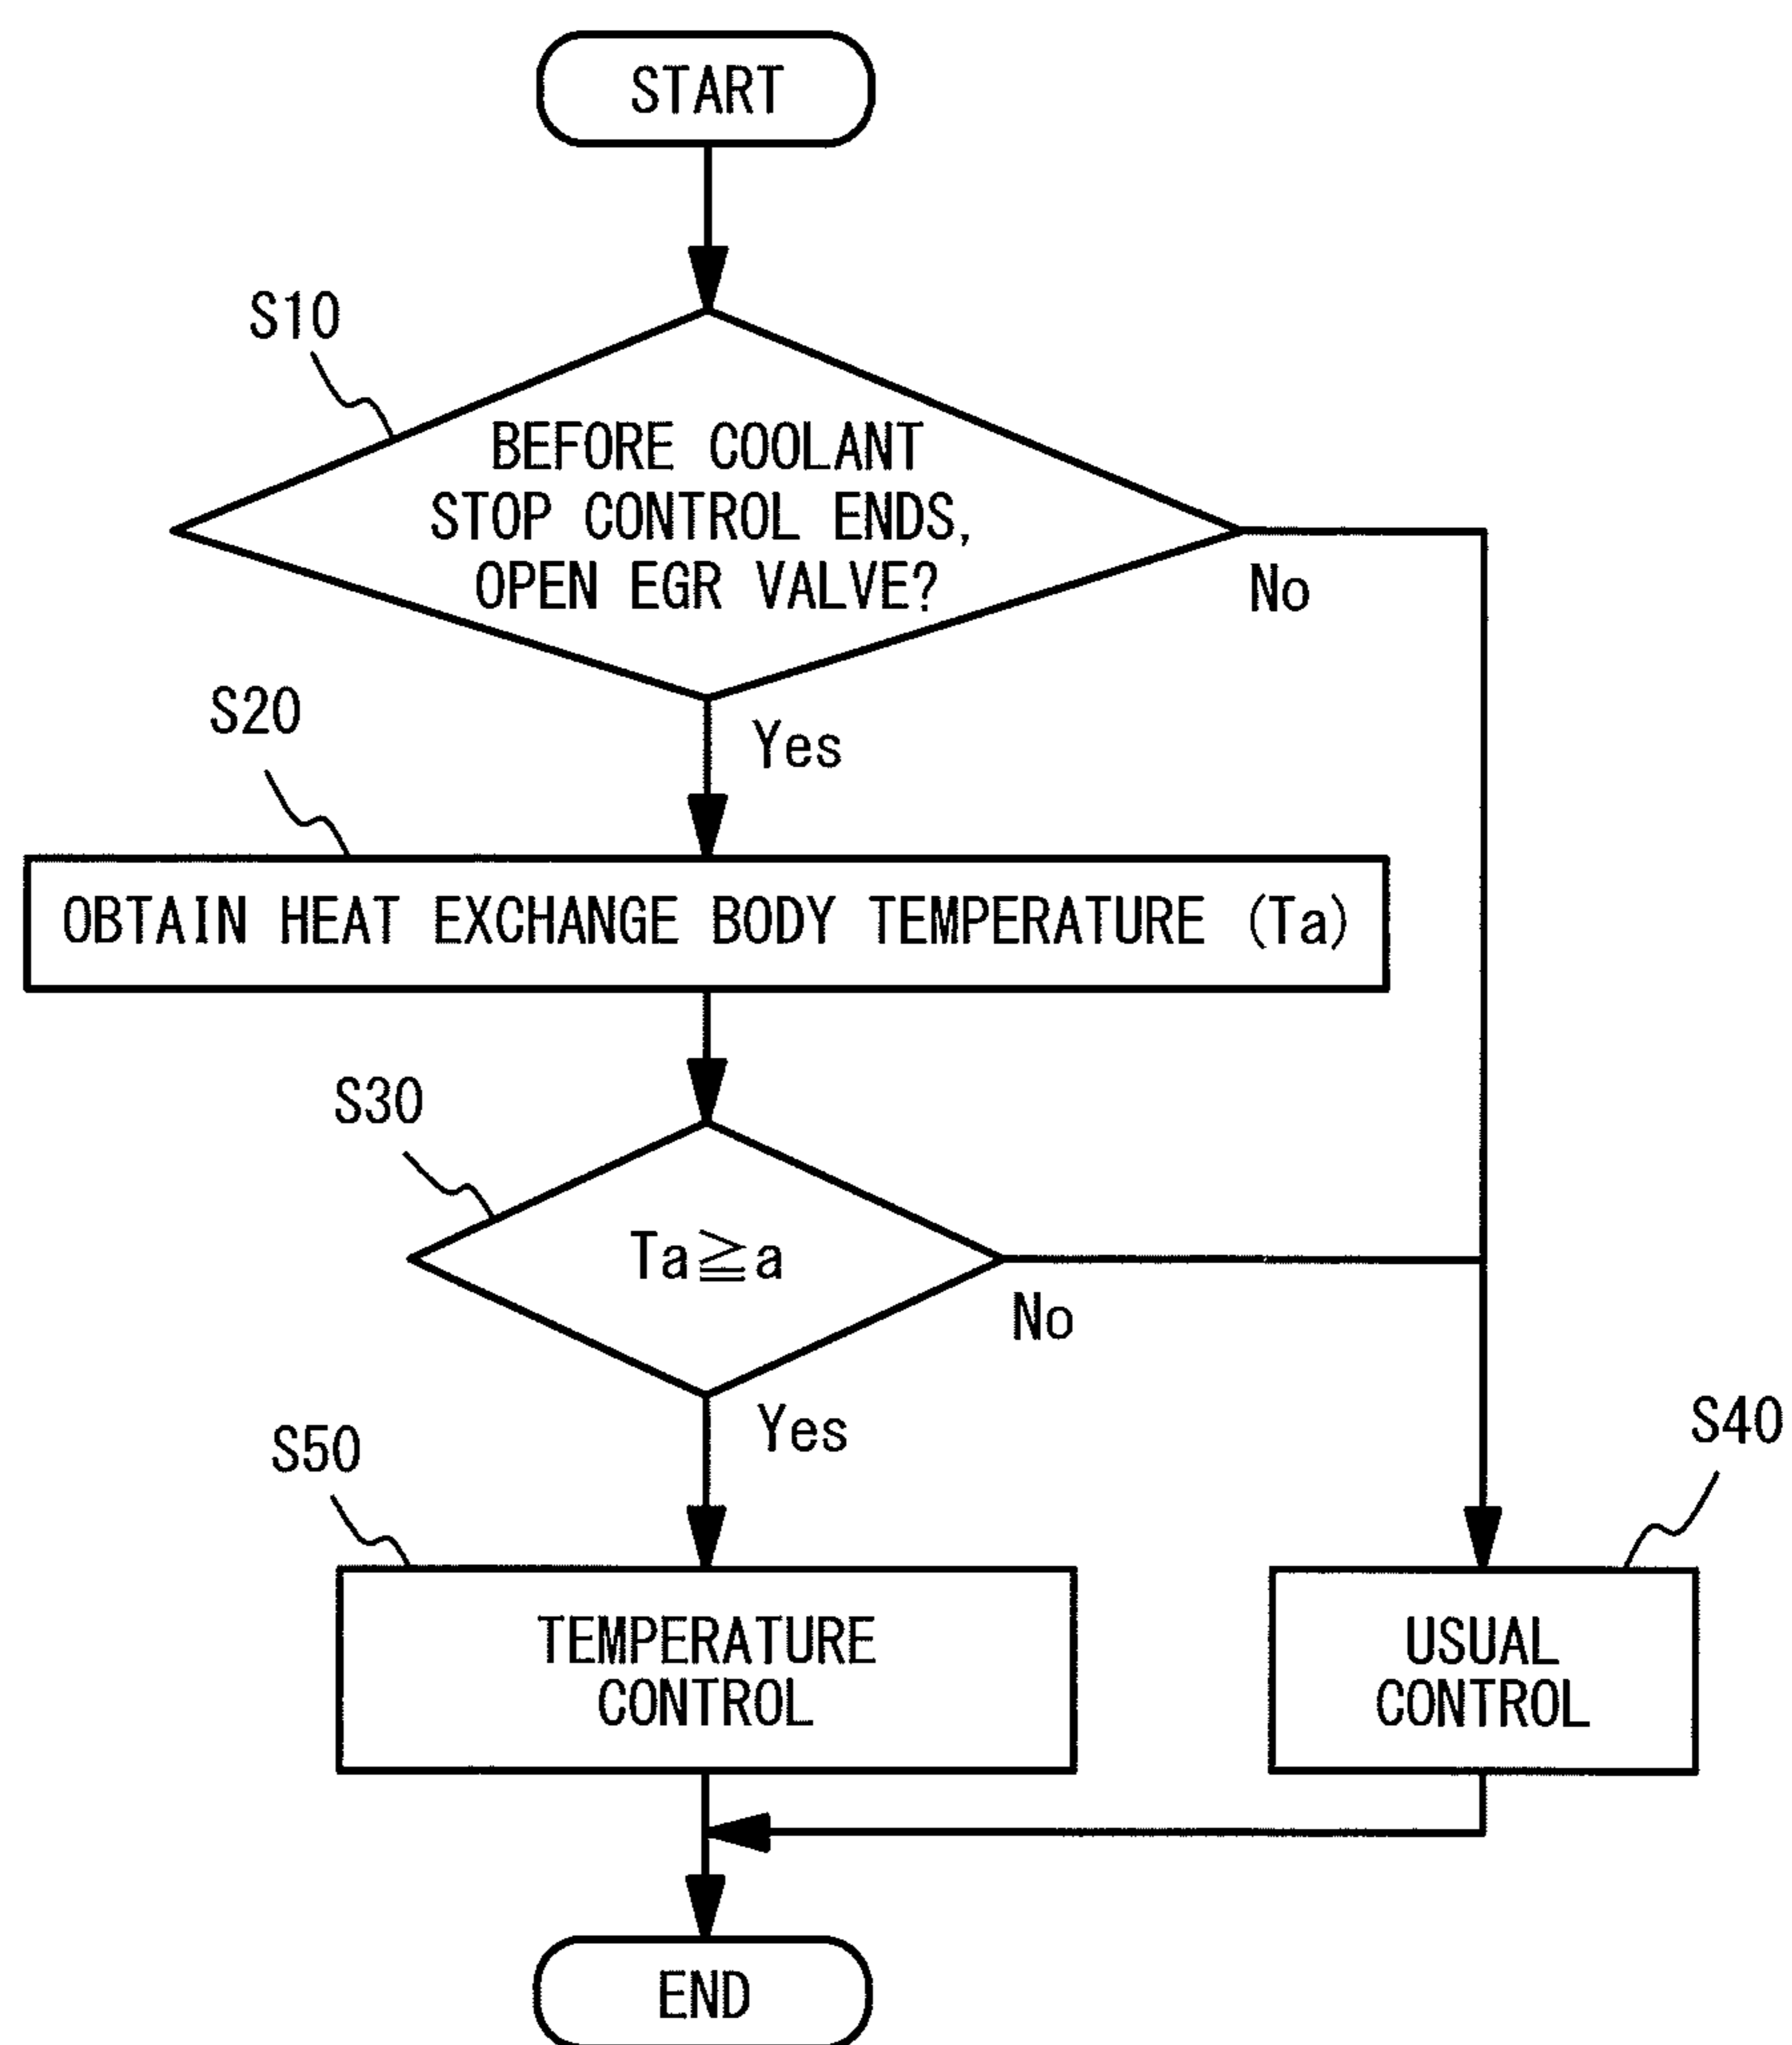 START
S10
BEFORE COOLANT
STOP CONTROL ENDS,
OPEN EGR VALVE?
No
Yes
S20
OBTAIN HEAT EXCHANGE BODY TEMPERATURE (Ta)
S30
Ta≧a
No
Yes
S50
S40
TEMPERATURE
CONTROL
USUAL
CONTROL
END